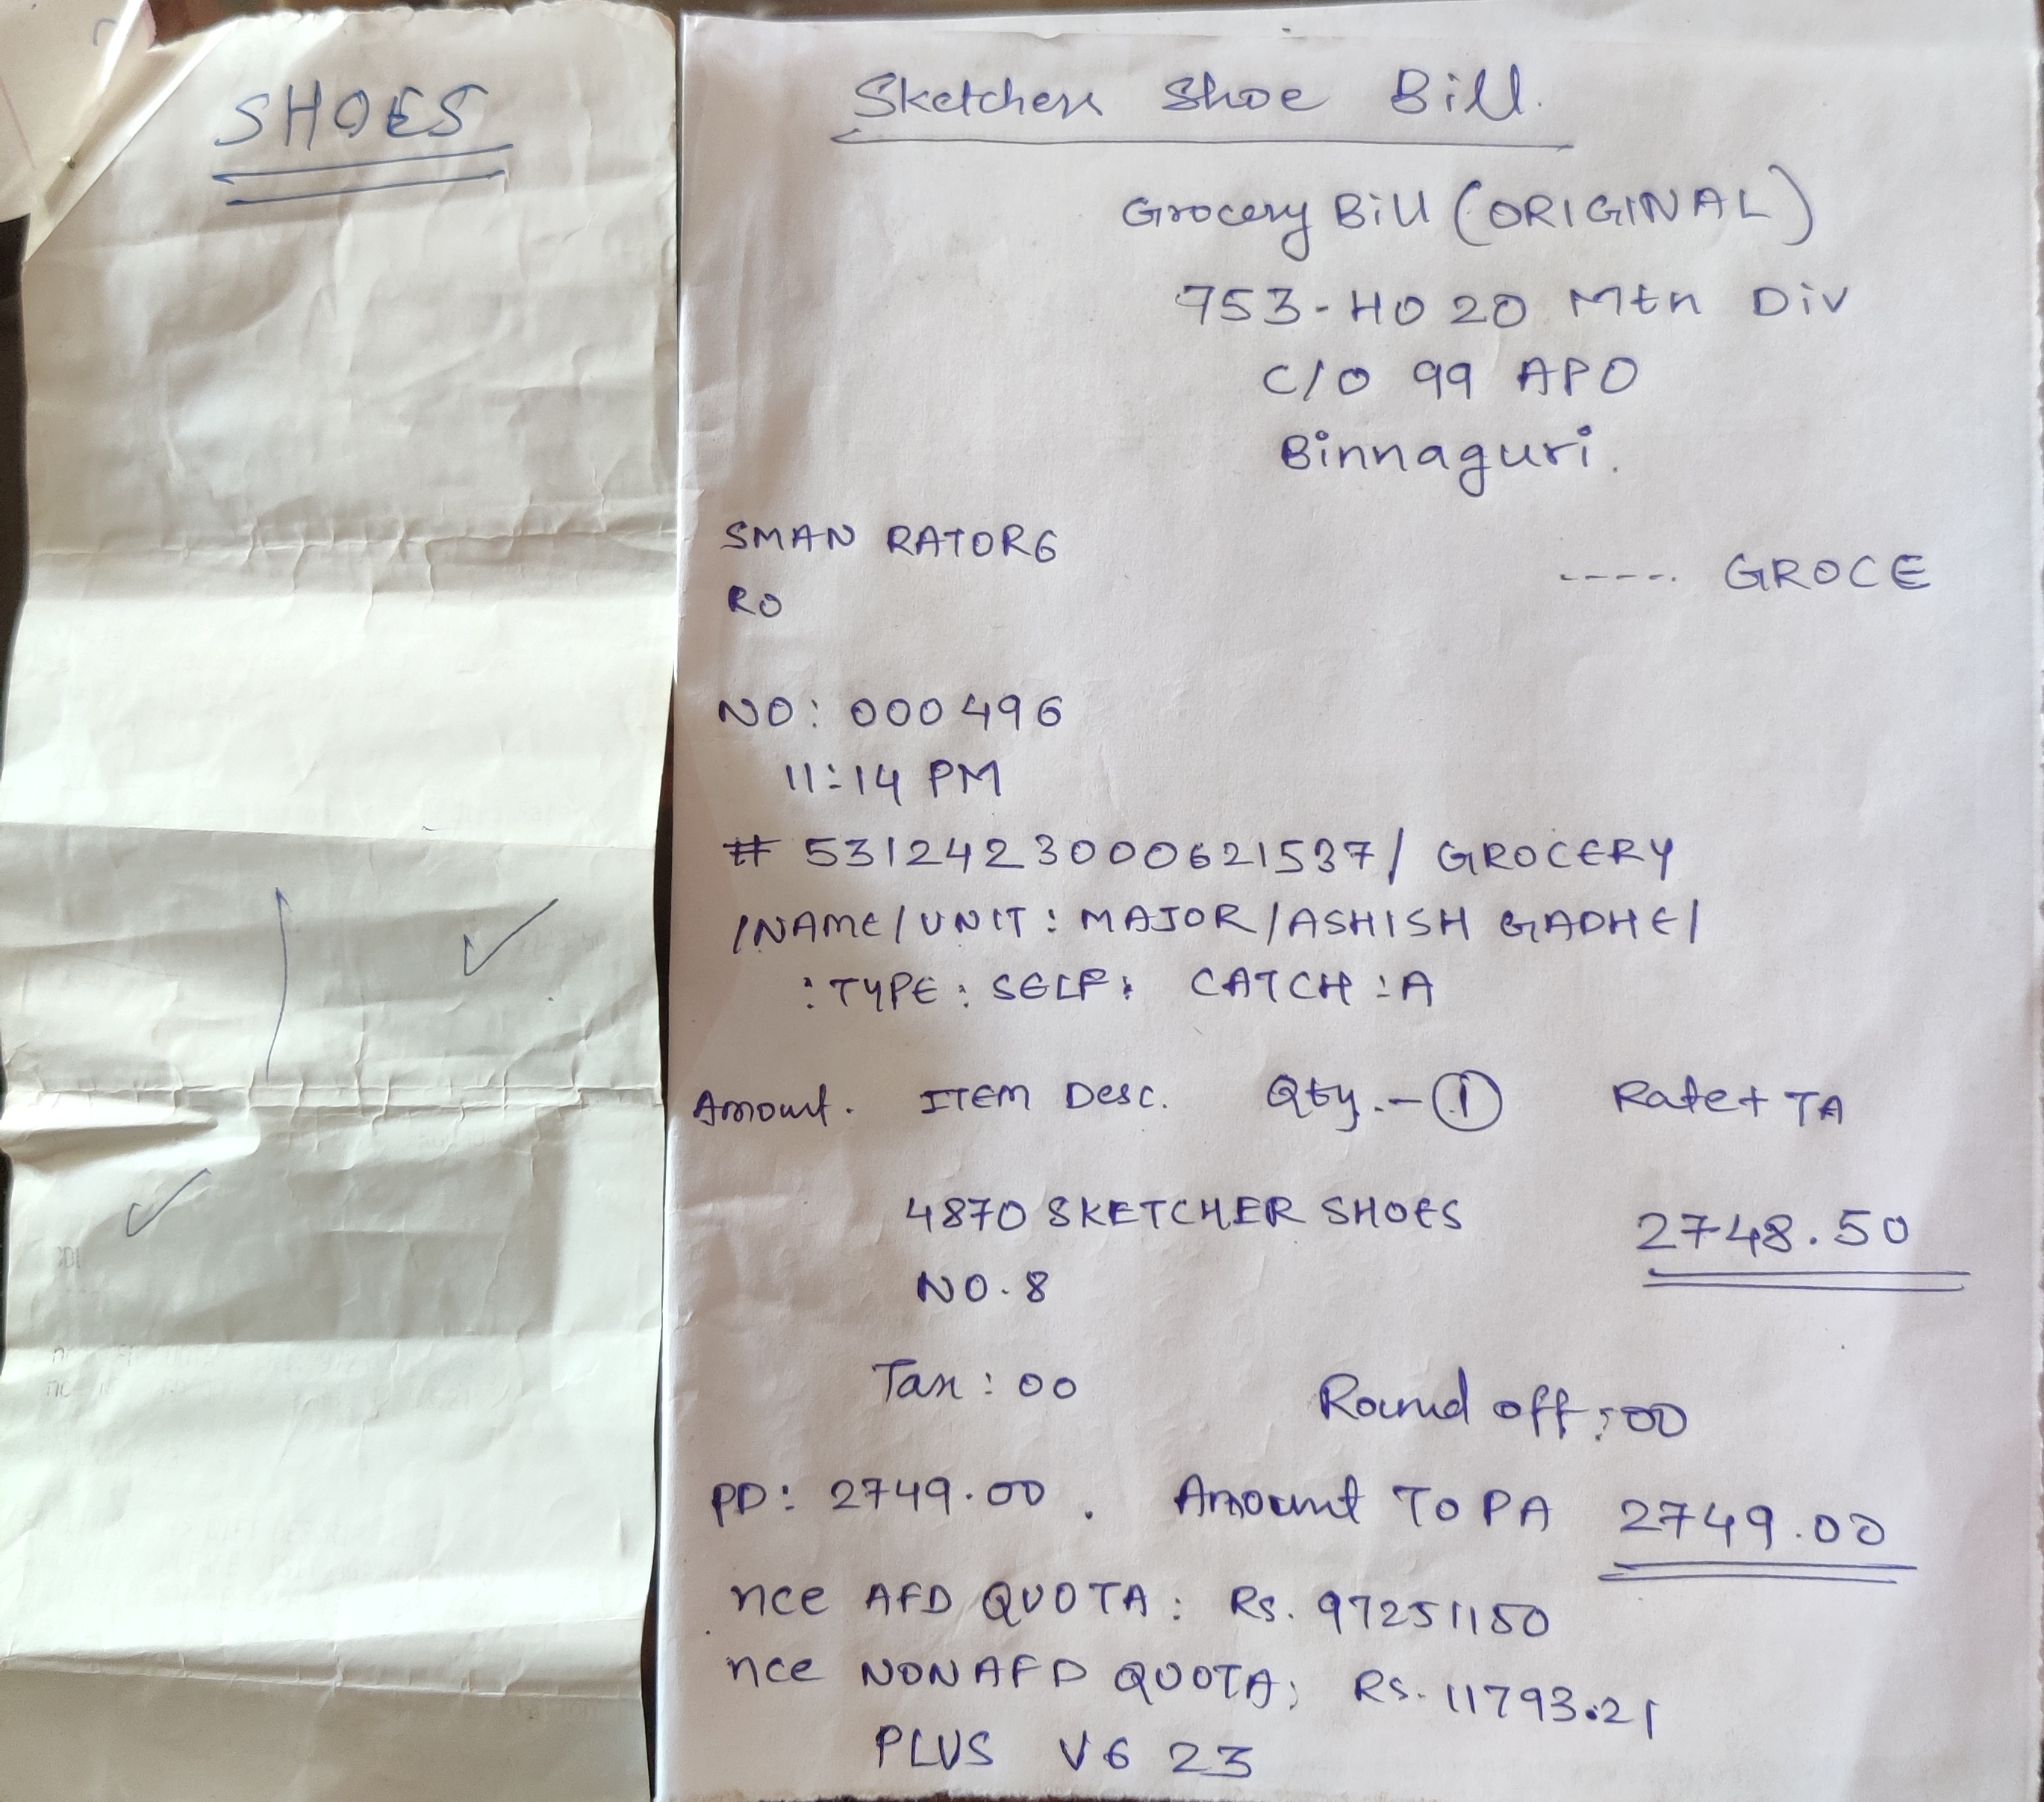 SHOES
Sketchers Shoe Bill.
Grocery Bill (ORIGINAL)
753-HO 20 Mtn Div
C/O 99 APO
Binnaguri.
SMAN RATOR6
----- GROCE
RO
NO: 000496
11:14 PM
# 5312423000621537/ GROCERY
/NAME/UNIT: MAJOR/ASHISH GADHE/
: TYPE: SELF: CATCH :A
Amount. ITEM Desc. Qty.- 1 Rate+ TA
4870 SKETCHER SHOES 2748.50
NO. 8
Tax: 00 Round off: 00
PD: 2749.00. Amount TO PA 2749.00
nce AFD QUOTA: Rs. 97251150
nce NONAFD QUOTA: Rs. 11793.21
PLUS V6 23